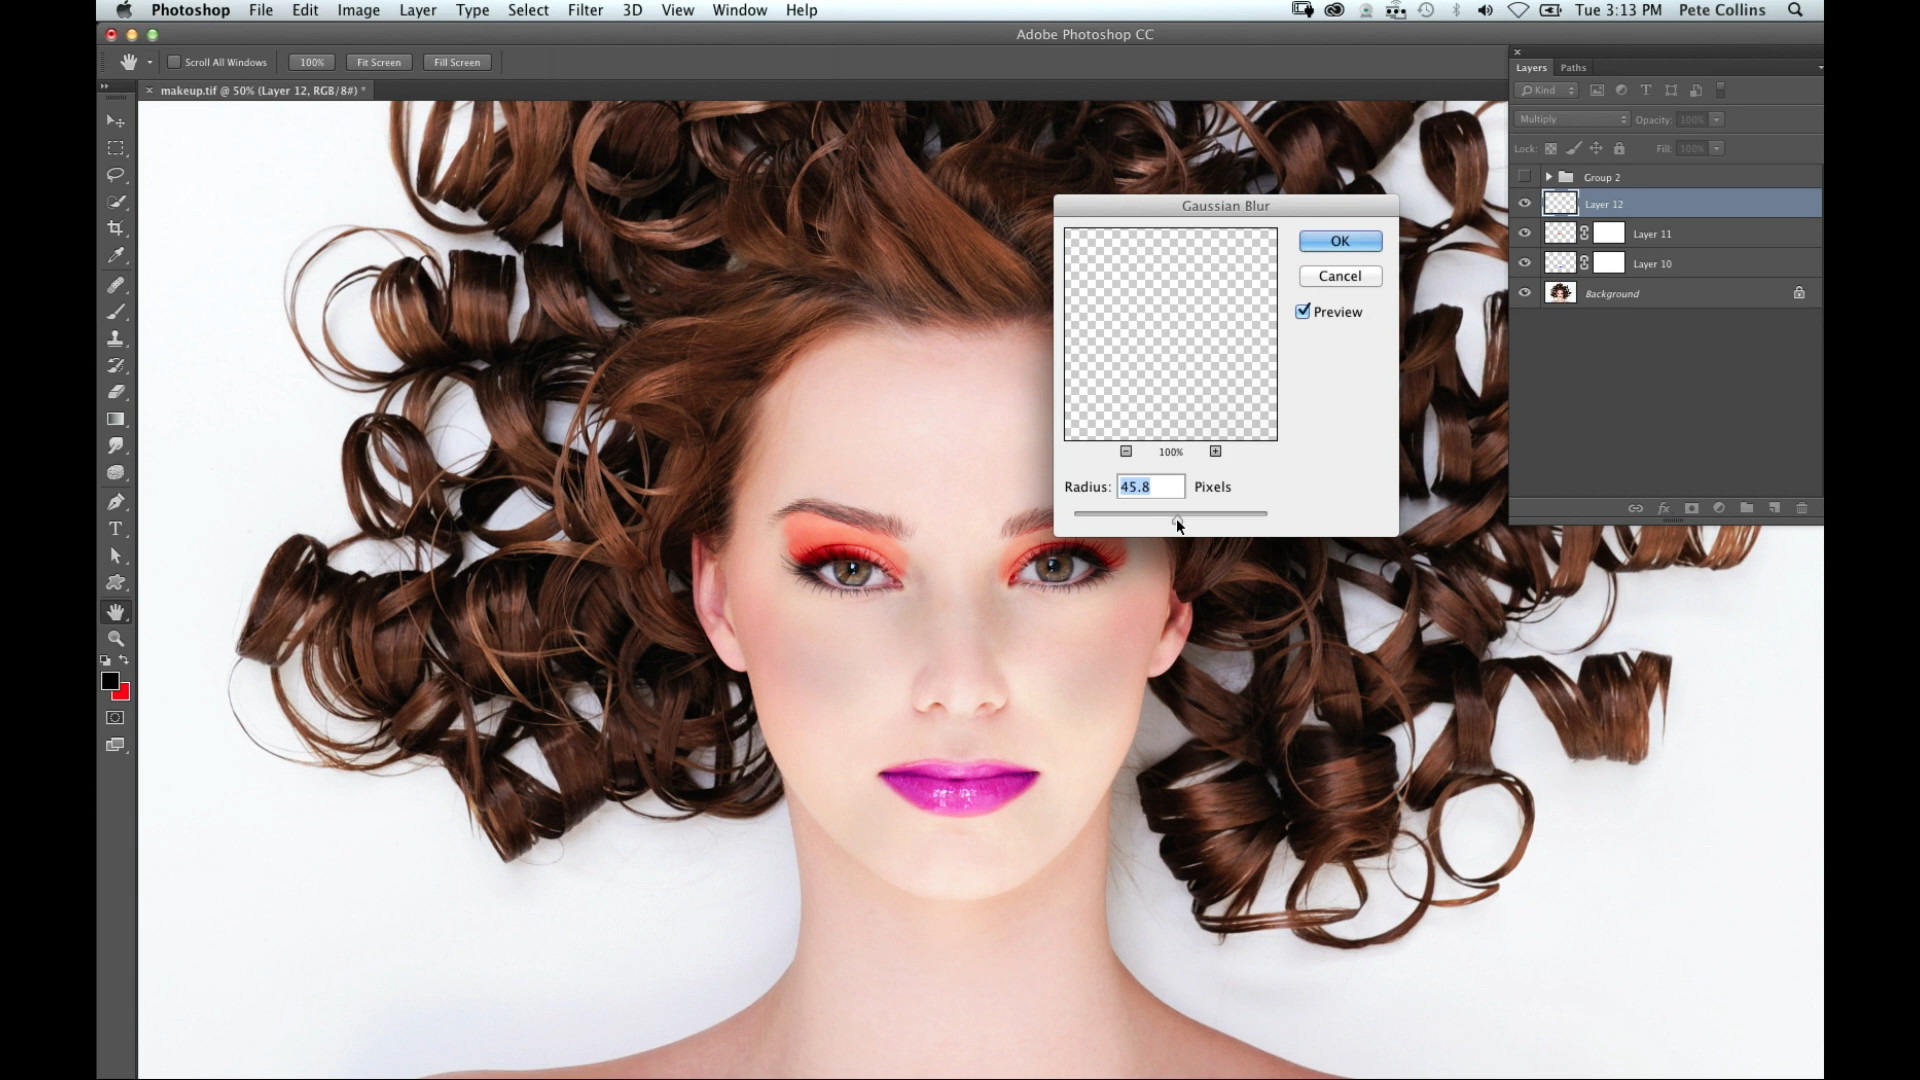 Photoshop File Edit Image Layer Type Select Filter 3D View Window Help Tue 3:13 PM Pete Collins
Adobe Photoshop CC
Scroll All Windows 100% Fit Screen Fill Screen
makeup.tif @ 50% (Layer 12, RGB/8#) *
Layers Paths
Kind
Multiply Opacity: 100%
Lock: Fill: 100%
Group 2
Layer 12
Layer 11
Layer 10
Background
fx
Gaussian Blur
OK
Cancel
Preview
100%
Radius: 45.8 Pixels